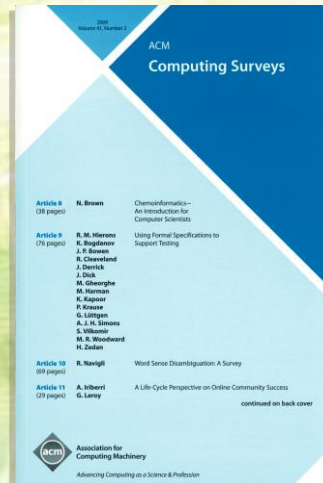 2009
Volume 41, Number 2
ACM
Computing Surveys
Article 8 N. Brown Chemoinformatics—
(38 pages) An Introduction for
Computer Scientists
Article 9 R. M. Hierons Using Formal Specifications to
(76 pages) K. Bogdanov Support Testing
J. P. Bowen
R. Cleaveland
J. Derrick
J. Dick
M. Gheorghe
M. Harman
K. Kapoor
P. Krause
G. Lüttgen
A. J. H. Simons
S. Vilkomir
M. R. Woodward
H. Zedan
Article 10 R. Navigli Word Sense Disambiguation: A Survey
(69 pages)
Article 11 A. Iriberri A Life-Cycle Perspective on Online Community Success
(29 pages) G. Leroy
continued on back cover
acm
Association for
Computing Machinery
Advancing Computing as a Science & Profession